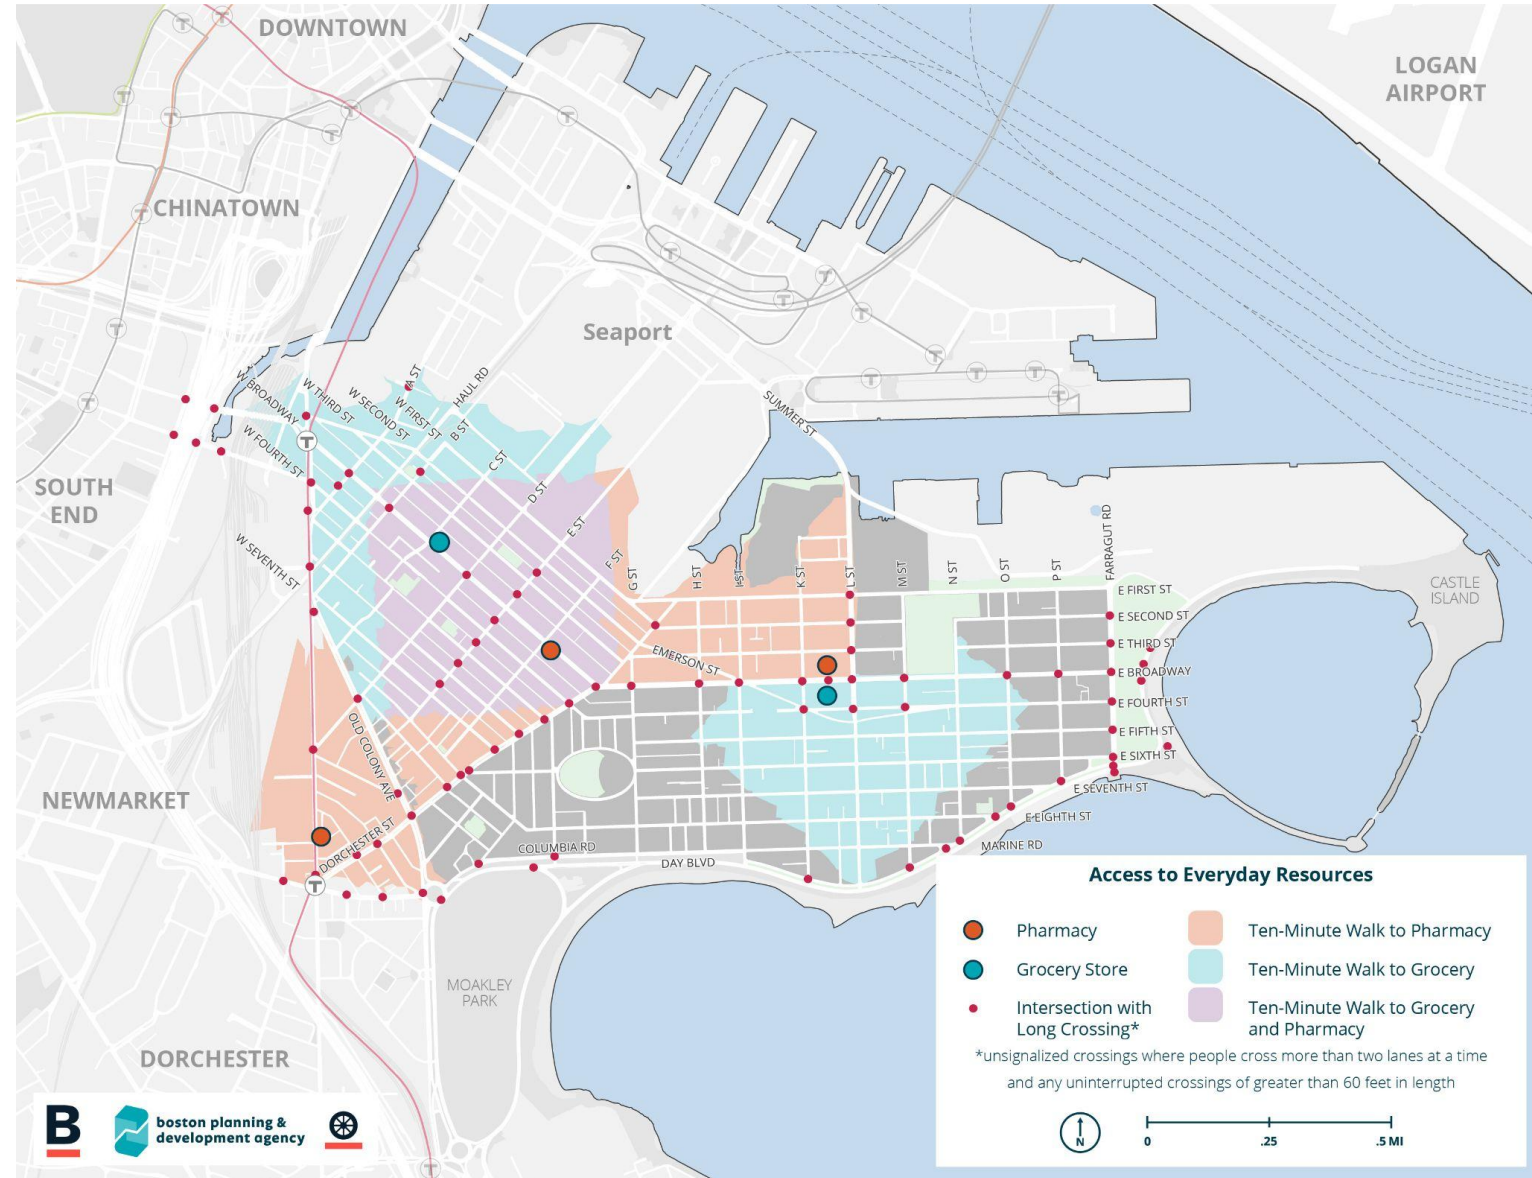 DOWNTOWN
LOGAN
AIRPORT
CHINATOWN
Seaport
W BROADWAY
W THIRD ST
W SECOND ST
W FIRST ST
A ST
HAUL RD
B ST
C ST
D ST
E ST
F ST
G ST
H ST
I ST
K ST
L ST
M ST
N ST
O ST
P ST
FARRAGUT RD
SUMMER ST
W FOURTH ST
SOUTH
END
W SEVENTH ST
E FIRST ST
E SECOND ST
E THIRD ST
E BROADWAY
E FOURTH ST
E FIFTH ST
E SIXTH ST
E SEVENTH ST
E EIGHTH ST
MARINE RD
CASTLE
ISLAND
EMERSON ST
OLD COLONY AVE
NEWMARKET
DORCHESTER ST
COLUMBIA RD
DAY BLVD
MOAKLEY
PARK
DORCHESTER
T
Access to Everyday Resources
Pharmacy
Grocery Store
Intersection with
Long Crossing*
Ten-Minute Walk to Pharmacy
Ten-Minute Walk to Grocery
Ten-Minute Walk to Grocery
and Pharmacy
*unsignalized crossings where people cross more than two lanes at a time
and any uninterrupted crossings of greater than 60 feet in length
N
0 .25 .5 MI
B
boston planning &
development agency